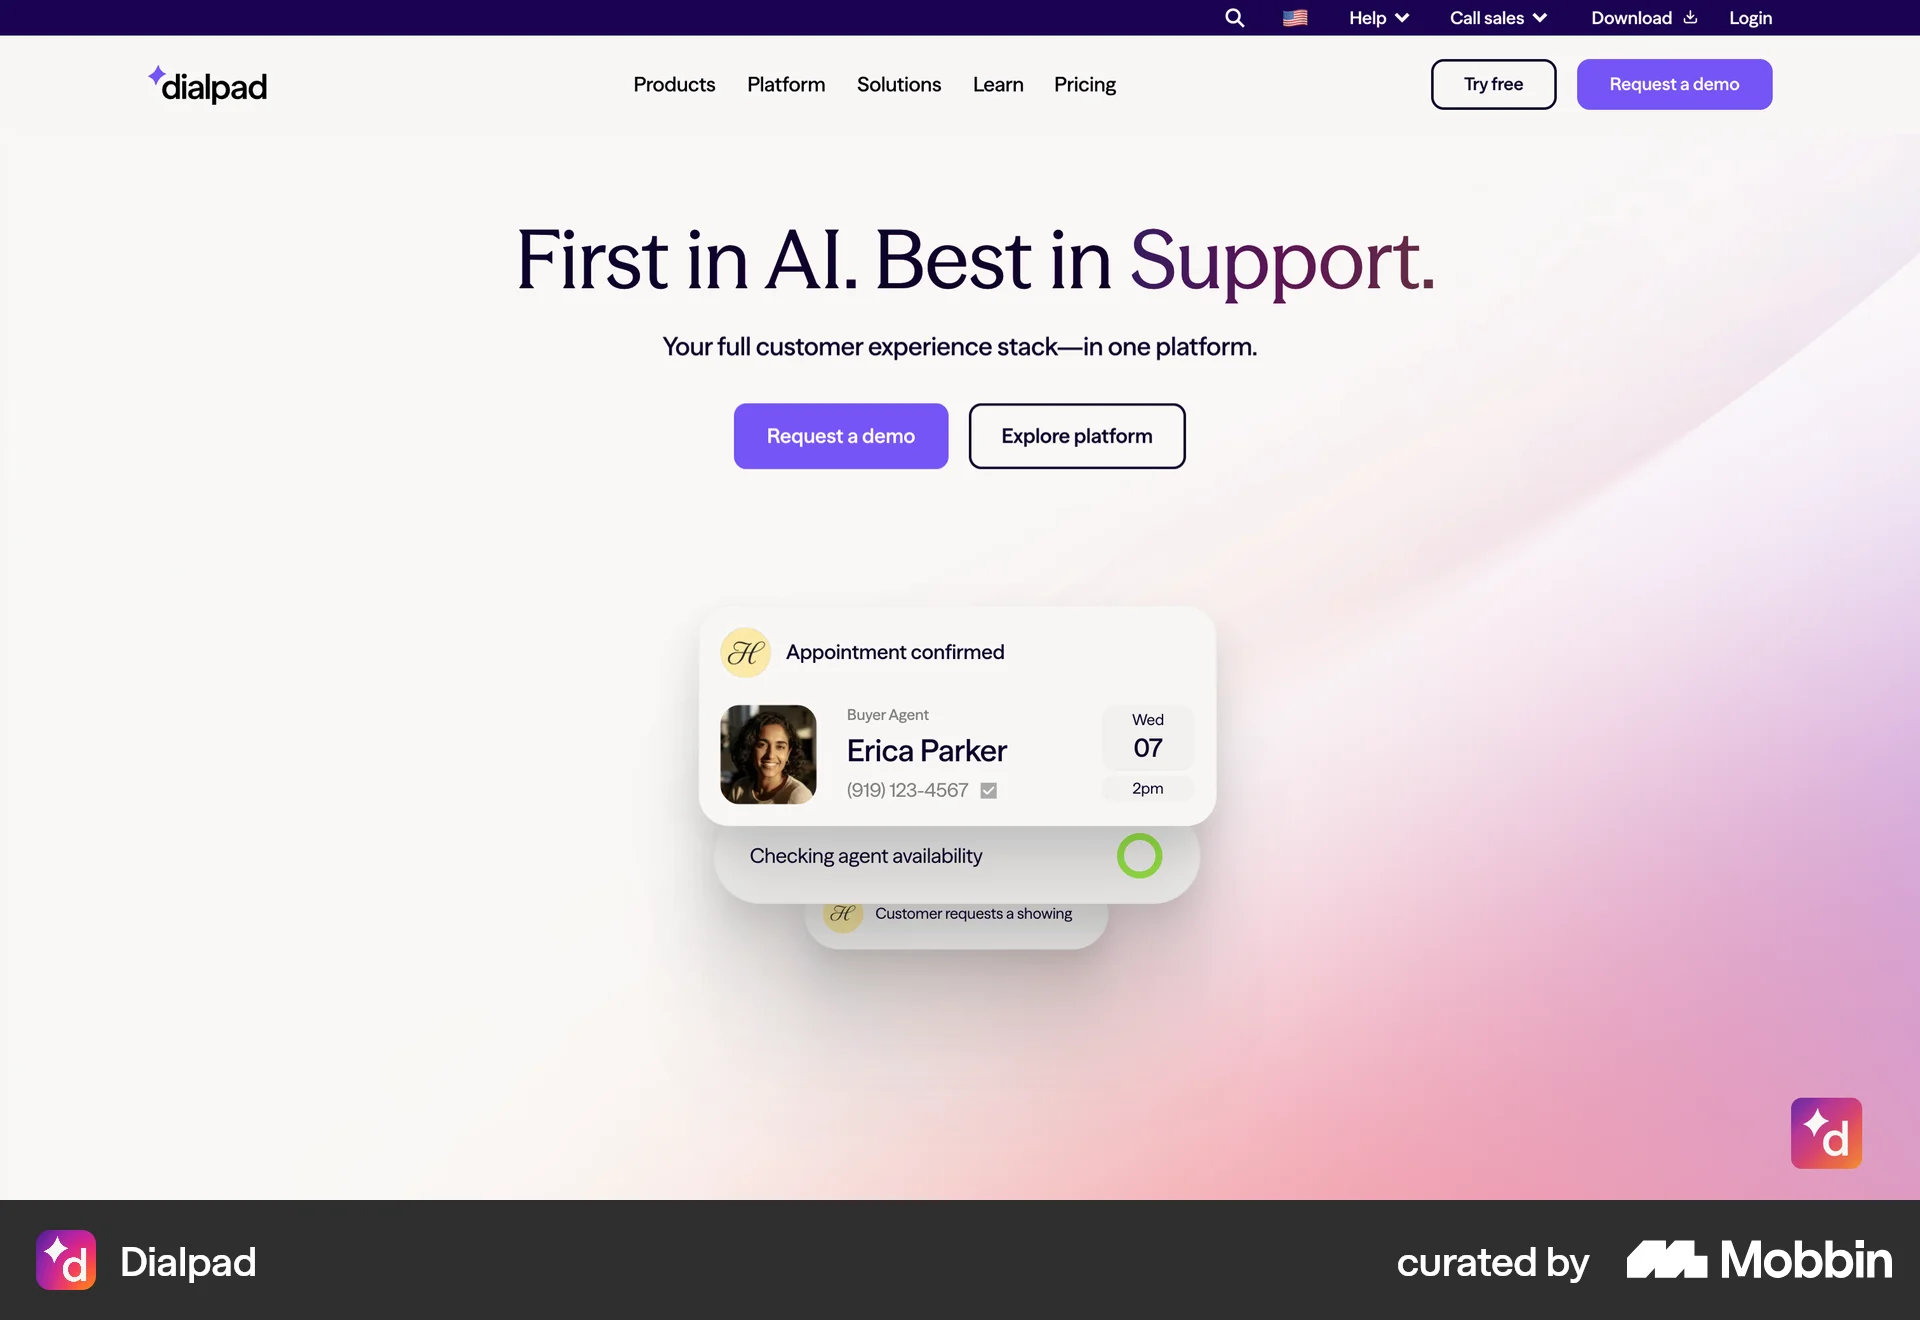 Help Call sales Download Login
dialpad Products Platform Solutions Learn Pricing Try free Request a demo
First in AI. Best in Support.
Your full customer experience stack—in one platform.
Request a demo Explore platform
H Appointment confirmed
Buyer Agent
Erica Parker
(919) 123-4567
Wed
07
2pm
Checking agent availability
H Customer requests a showing
d
d Dialpad curated by Mobbin